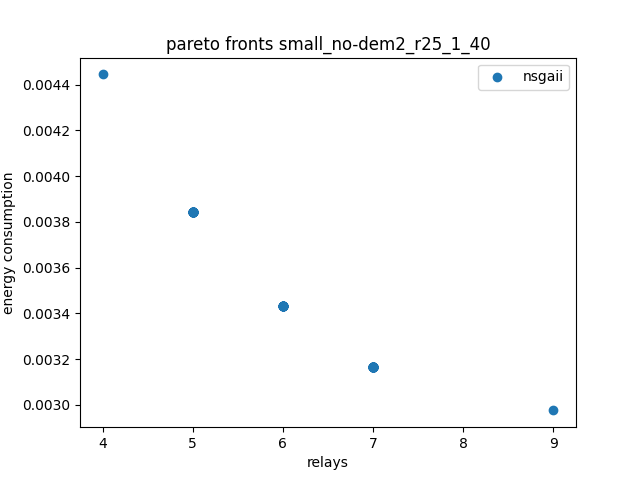 pareto fronts small_no-dem2_r25_1_40
nsgaii
0.0044
0.0042
0.0040
0.0038
0.0036
0.0034
0.0032
0.0030
energy consumption
4 5 6 7 8 9
relays